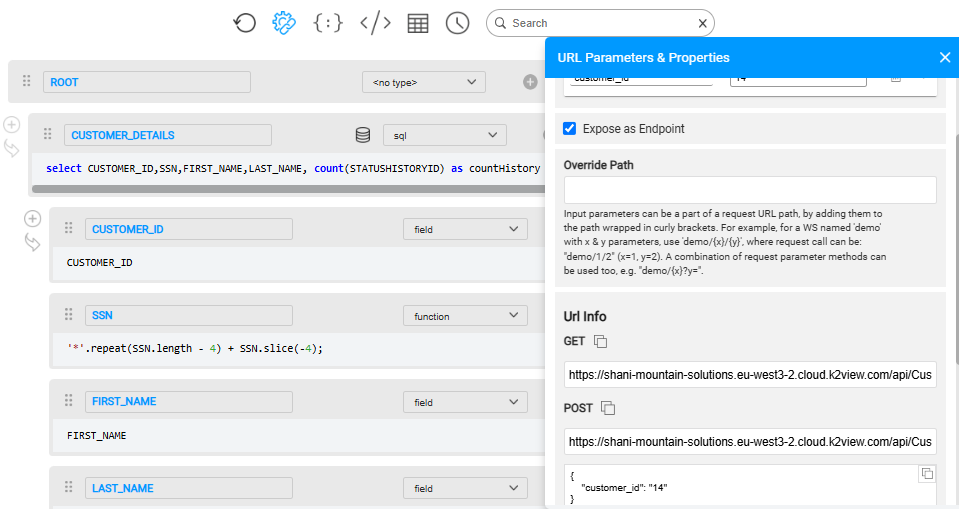 {:}
</>
Search
URL Parameters & Properties
customer_id
14
ROOT
<no type>
Expose as Endpoint
CUSTOMER_DETAILS
sql
select CUSTOMER_ID,SSN,FIRST_NAME,LAST_NAME, count(STATUSHISTORYID) as countHistory
Override Path
Input parameters can be a part of a request URL path, by adding them to
the path wrapped in curly brackets. For example, for a WS named 'demo'
with x & y parameters, use 'demo/{x}/{y}', where request call can be:
"demo/1/2" (x=1, y=2). A combination of request parameter methods can
be used too, e.g. "demo/{x}?y=".
CUSTOMER_ID
field
CUSTOMER_ID
SSN
function
'*'.repeat(SSN.length - 4) + SSN.slice(-4);
Url Info
GET
https://shani-mountain-solutions.eu-west3-2.cloud.k2view.com/api/Cus
FIRST_NAME
field
FIRST_NAME
POST
https://shani-mountain-solutions.eu-west3-2.cloud.k2view.com/api/Cus
{
"customer_id": "14"
}
LAST_NAME
field